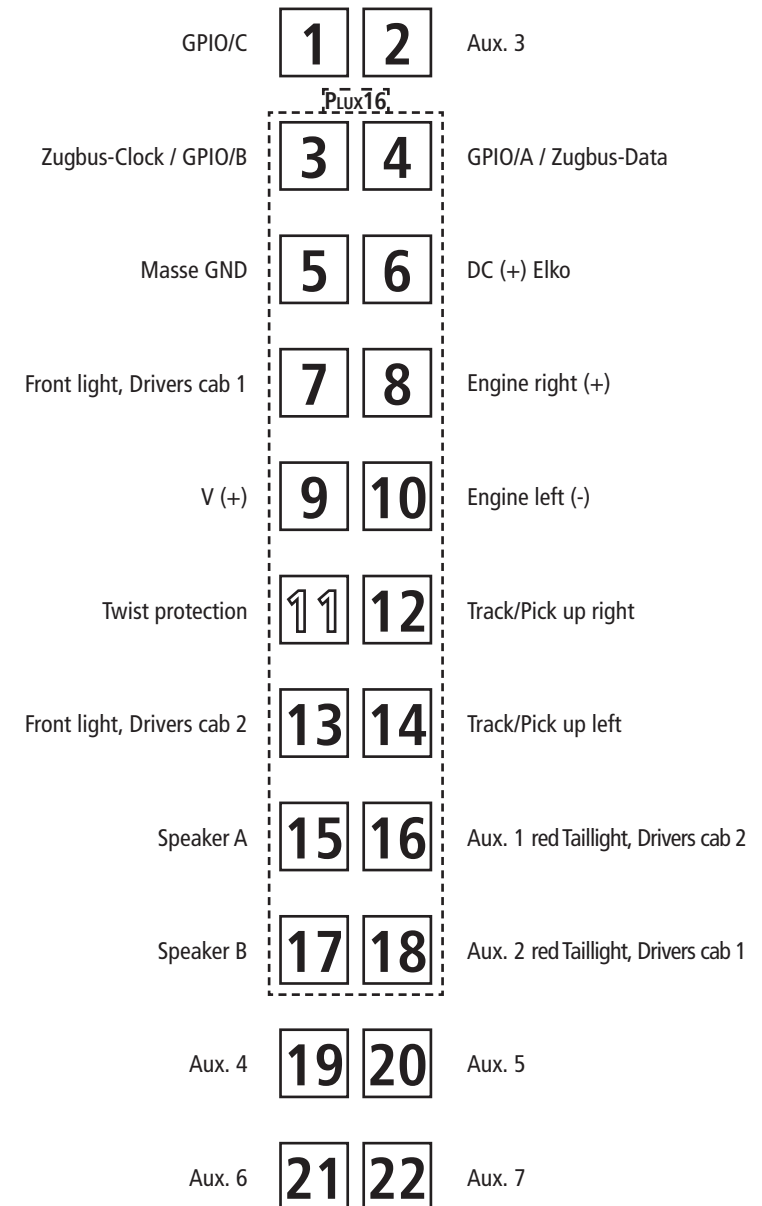 GPIO/C 1 2 Aux. 3
PLUX16
Zugbus-Clock / GPIO/B 3 4 GPIO/A / Zugbus-Data
Masse GND 5 6 DC (+) Elko
Front light, Drivers cab 1 7 8 Engine right (+)
V (+) 9 10 Engine left (-)
Twist protection 11 12 Track/Pick up right
Front light, Drivers cab 2 13 14 Track/Pick up left
Speaker A 15 16 Aux. 1 red Taillight, Drivers cab 2
Speaker B 17 18 Aux. 2 red Taillight, Drivers cab 1
Aux. 4 19 20 Aux. 5
Aux. 6 21 22 Aux. 7